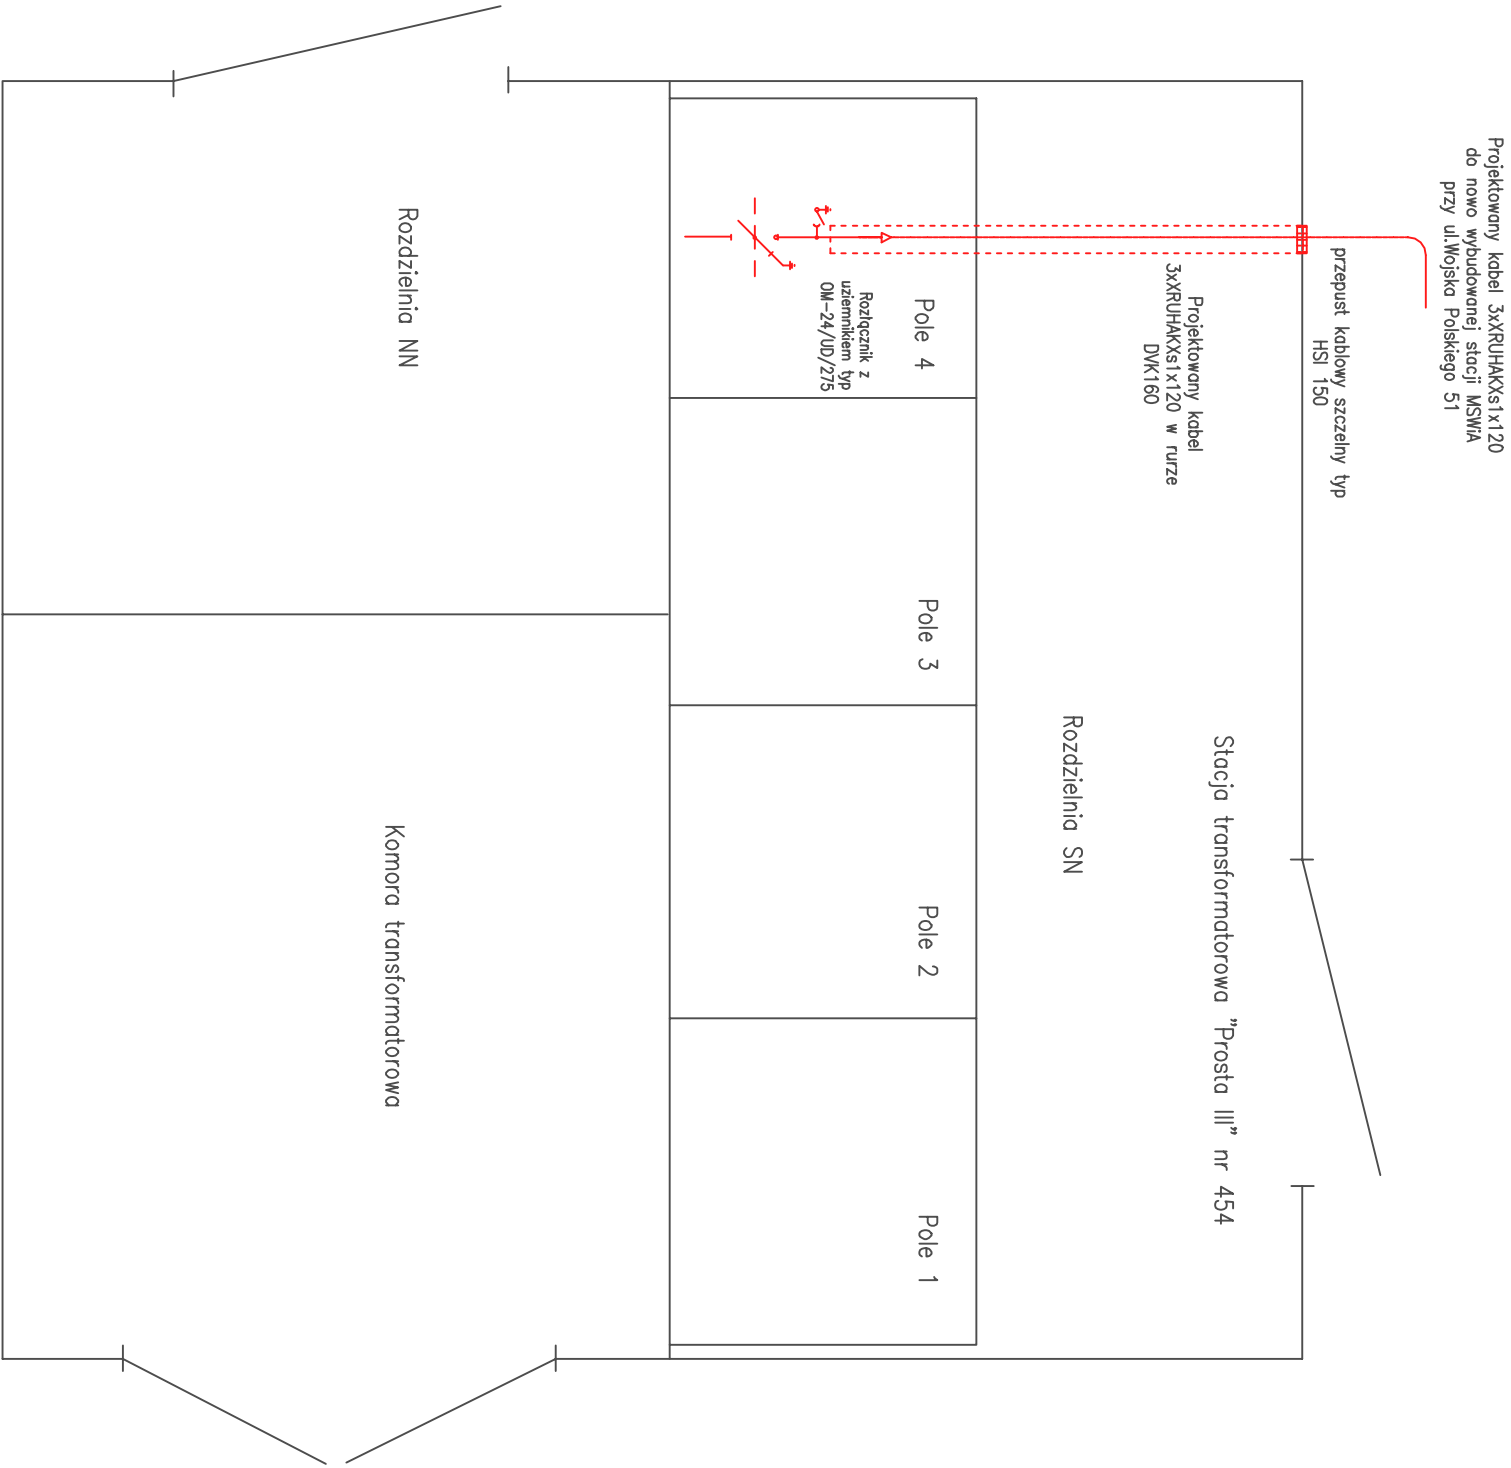 Projektowany kabel 3xXRUHAKXs1x120
do nowo wybudowanej stacji MSWiA
przy ul.Wojska Polskiego 51
przepust kablowy szczelny typ
HSI 150
Stacja transformatorowa "Prosta III" nr 454
Projektowany kabel
3xXRUHAKXs1x120 w rurze
DVK160
Rozdzielnia SN
Pole 4
Pole 3
Pole 2
Pole 1
Rozłącznik z
uziemnikiem typ
OM-24/UD/275
Rozdzielnia NN
Komora transformatorowa